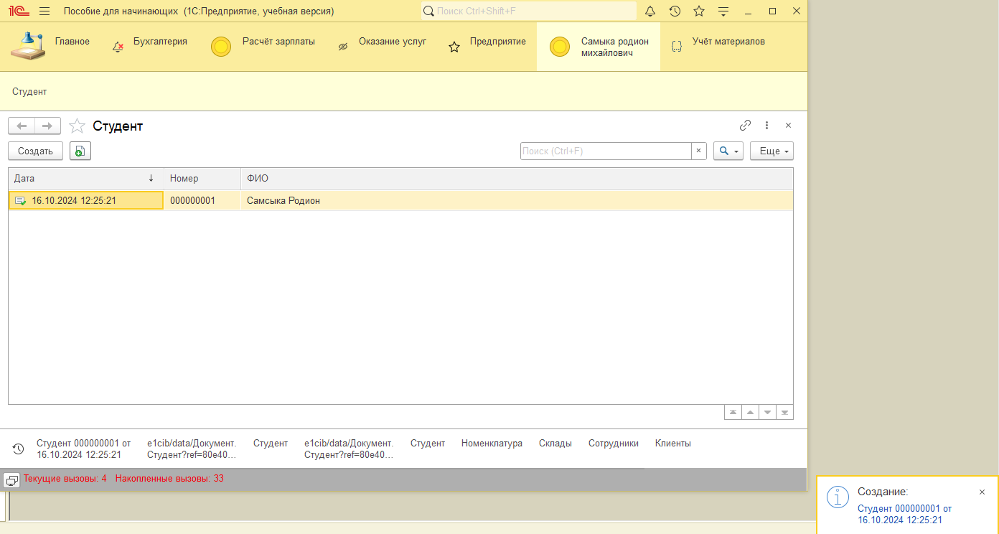 Пособие для начинающих (1С:Предприятие, учебная версия)
Поиск Ctrl+Shift+F
Главное
Бухгалтерия
Расчёт зарплаты
Оказание услуг
Предприятие
Самыка родион
михайлович
Учёт материалов
Студент
Студент
Создать
Поиск (Ctrl+F)
Еще
Дата
Номер
ФИО
16.10.2024 12:25:21
000000001
Самсыка Родион
Студент 000000001 от
16.10.2024 12:25:21
e1cib/data/Документ.
Студент?ref=80e40...
Студент
e1cib/data/Документ.
Студент?ref=80e40...
Студент
Номенклатура
Склады
Сотрудники
Клиенты
Текущие вызовы: 4 Накопленные вызовы: 33
Создание:
Студент 000000001 от
16.10.2024 12:25:21